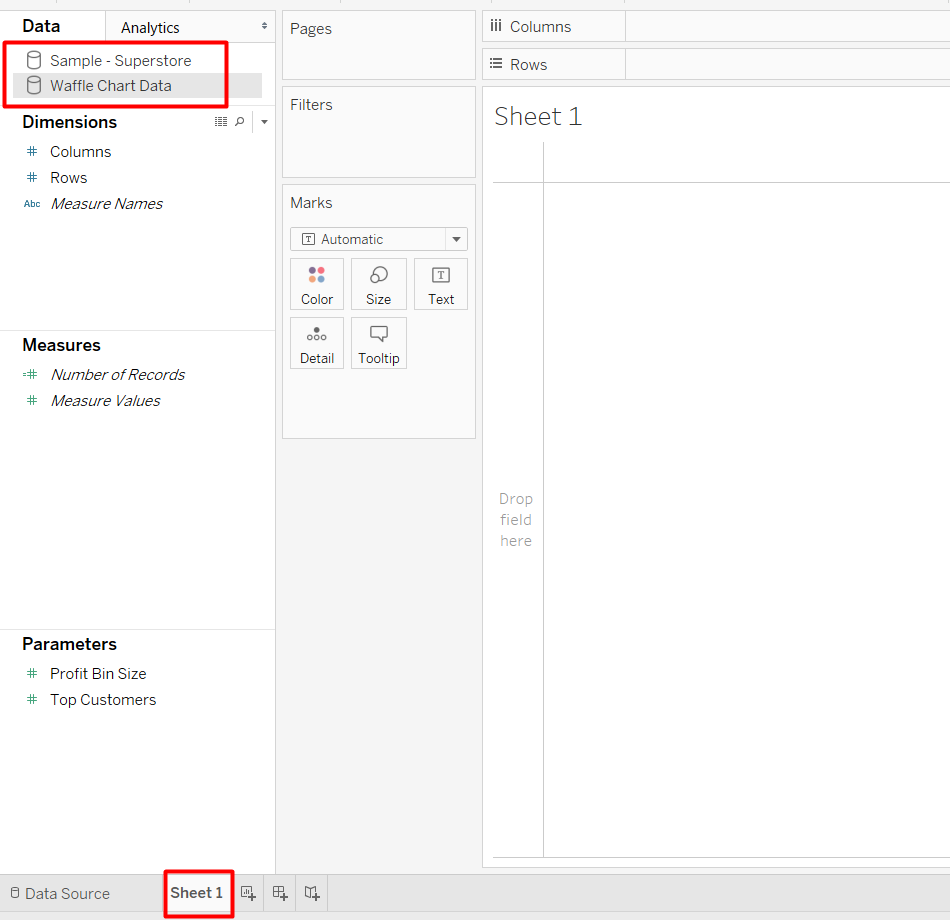 Data
Analytics
Sample - Superstore
Waffle Chart Data
Dimensions
Columns
Rows
Abc Measure Names
Measures
Number of Records
Measure Values
Parameters
Profit Bin Size
Top Customers
Pages
Filters
Marks
T Automatic
Color
Size
T
Text
Detail
Tooltip
Columns
Rows
Sheet 1
Drop
field
here
Data Source
Sheet 1